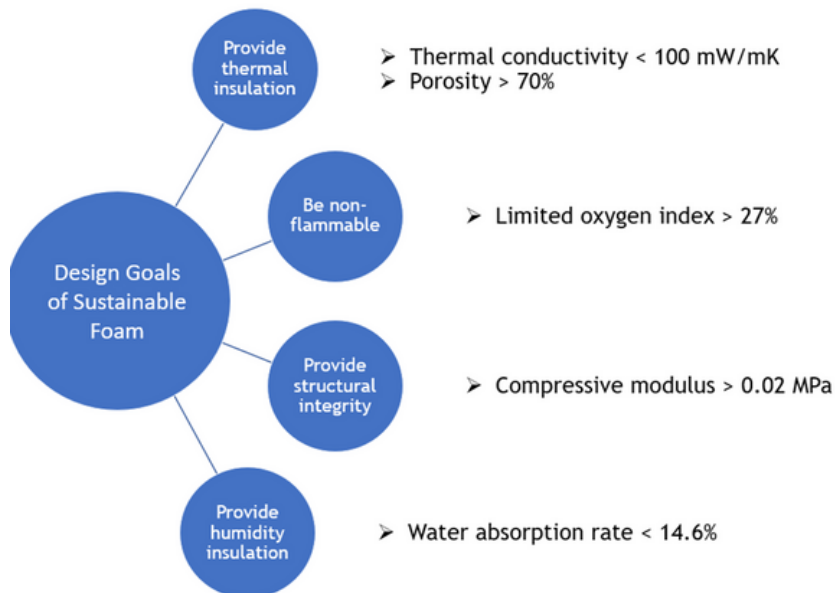 Provide
thermal
insulation
➤ Thermal conductivity < 100 mW/mK
➤ Porosity > 70%
Be non-
flammable
➤ Limited oxygen index > 27%
Design Goals
of Sustainable
Foam
Provide
structural
integrity
➤ Compressive modulus > 0.02 MPa
Provide
humidity
insulation
➤ Water absorption rate < 14.6%